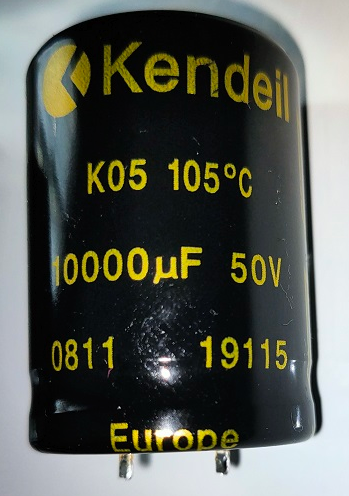 Kendeil
K05 105°C
10000µF 50V
0811 19115
Europe